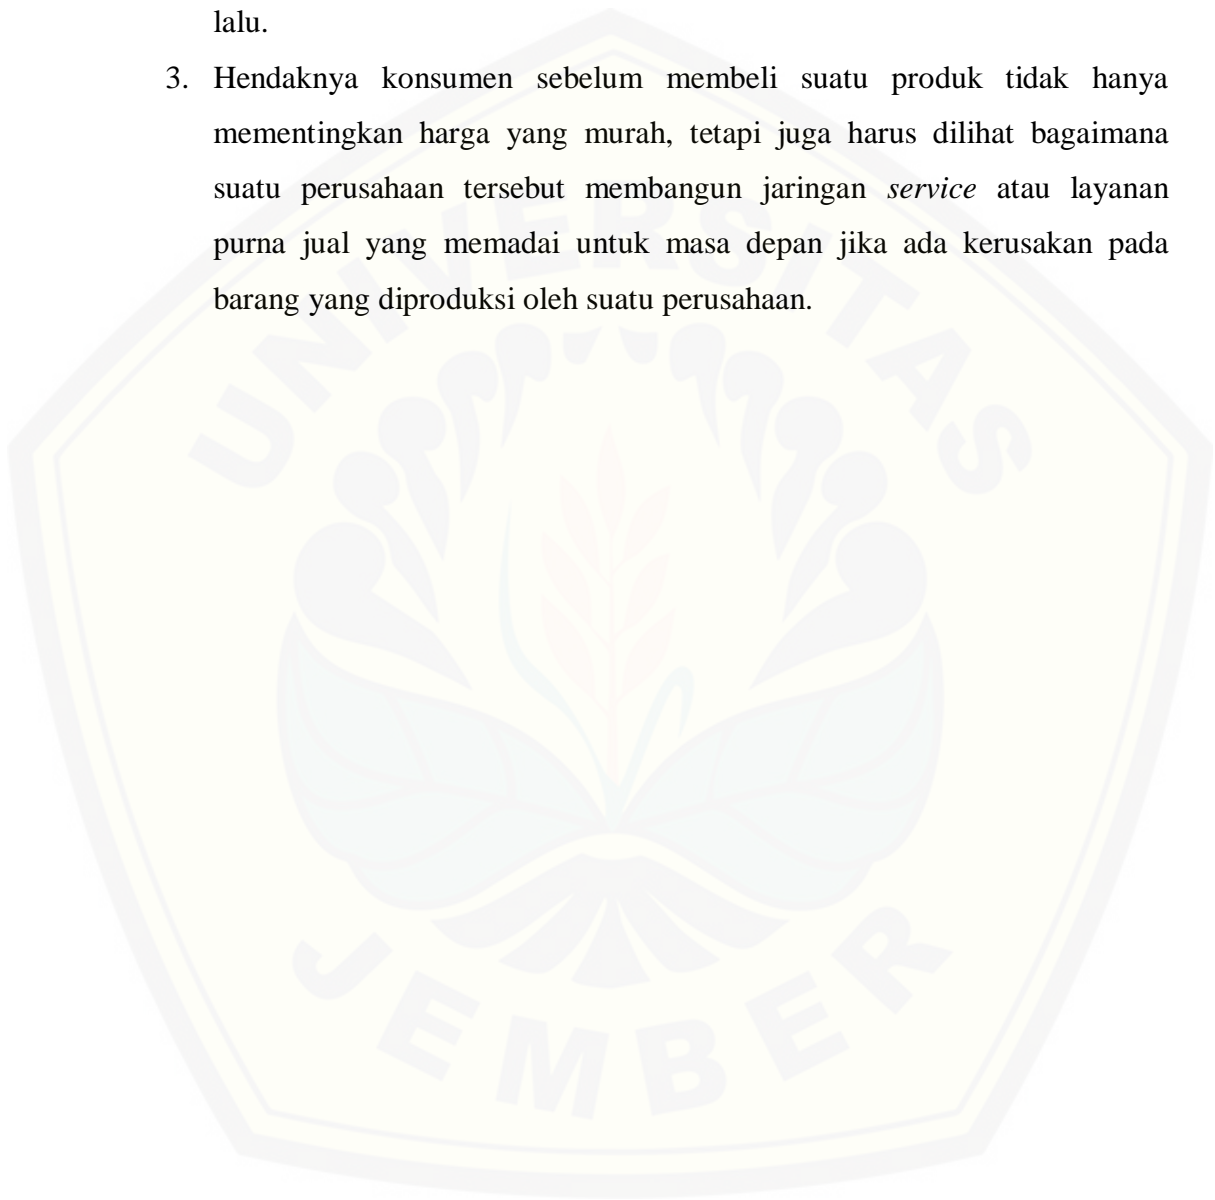 lalu.
3. Hendaknya konsumen sebelum membeli suatu produk tidak hanya
mementingkan harga yang murah, tetapi juga harus dilihat bagaimana
suatu perusahaan tersebut membangun jaringan service atau layanan
purna jual yang memadai untuk masa depan jika ada kerusakan pada
barang yang diproduksi oleh suatu perusahaan.
UNIVERSITAS
JEMBER